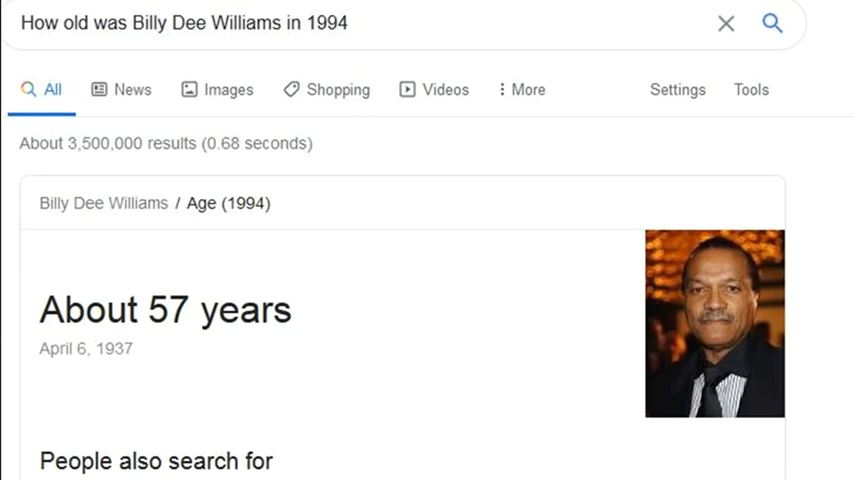 How old was Billy Dee Williams in 1994
All News Images Shopping Videos More Settings Tools
About 3,500,000 results (0.68 seconds)
Billy Dee Williams / Age (1994)
About 57 years
April 6, 1937
People also search for